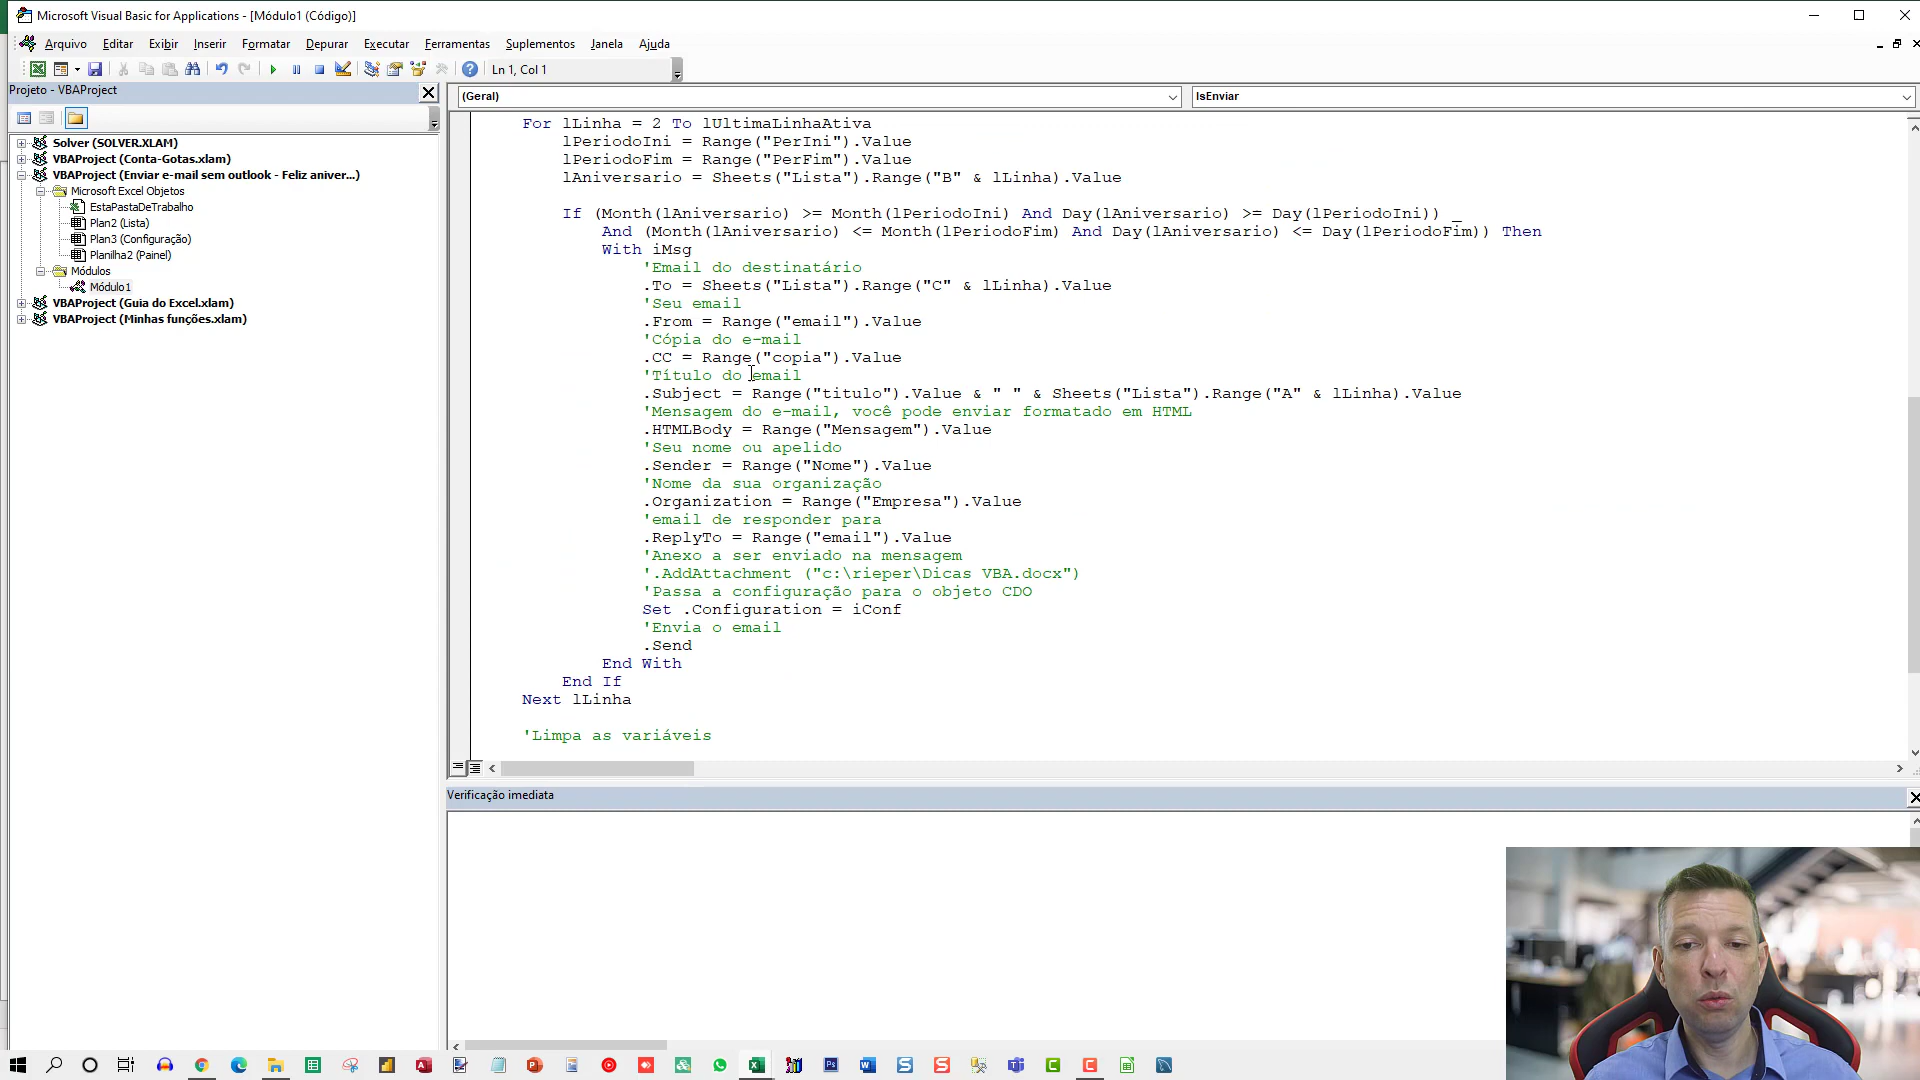 Microsoft Visual Basic for Applications - [Módulo1 (Código)]
Arquivo Editar Exibir Inserir Formatar Depurar Executar Ferramentas Suplementos Janela Ajuda
Ln 1, Col 1
Projeto - VBAProject
Solver (SOLVER.XLAM)
VBAProject (Conta-Gotas.xlam)
VBAProject (Enviar e-mail sem outlook - Feliz aniver...)
Microsoft Excel Objetos
EstaPastaDeTrabalho
Plan2 (Lista)
Plan3 (Configuração)
Planilha2 (Painel)
Módulos
Módulo1
VBAProject (Guia do Excel.xlam)
VBAProject (Minhas funções.xlam)
(Geral)
IsEnviar
For lLinha = 2 To lUltimaLinhaAtiva
lPeriodoIni = Range("PerIni").Value
lPeriodoFim = Range("PerFim").Value
lAniversario = Sheets("Lista").Range("B" & lLinha).Value
If (Month(lAniversario) >= Month(lPeriodoIni) And Day(lAniversario) >= Day(lPeriodoIni)) _
And (Month(lAniversario) <= Month(lPeriodoFim) And Day(lAniversario) <= Day(lPeriodoFim)) Then
With iMsg
'Email do destinatário
.To = Sheets("Lista").Range("C" & lLinha).Value
'Seu email
.From = Range("email").Value
'Cópia do e-mail
.CC = Range("copia").Value
'Título do email
.Subject = Range("titulo").Value & " " & Sheets("Lista").Range("A" & lLinha).Value
'Mensagem do e-mail, você pode enviar formatado em HTML
.HTMLBody = Range("Mensagem").Value
'Seu nome ou apelido
.Sender = Range("Nome").Value
'Nome da sua organização
.Organization = Range("Empresa").Value
'email de responder para
.ReplyTo = Range("email").Value
'Anexo a ser enviado na mensagem
'.AddAttachment ("c:\rieper\Dicas VBA.docx")
'Passa a configuração para o objeto CDO
Set .Configuration = iConf
'Envia o email
.Send
End With
End If
Next lLinha
'Limpa as variáveis
Verificação imediata